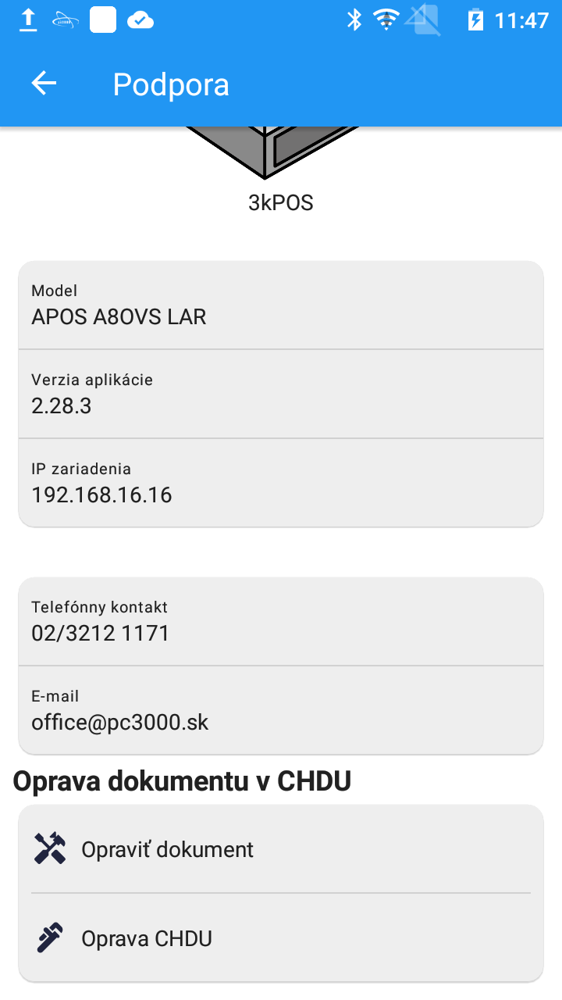 11:47
Podpora
3kPOS
Model
APOS A8OVS LAR
Verzia aplikácie
2.28.3
IP zariadenia
192.168.16.16
Telefónny kontakt
02/3212 1171
E-mail
office@pc3000.sk
Oprava dokumentu v CHDU
Opraviť dokument
Oprava CHDU